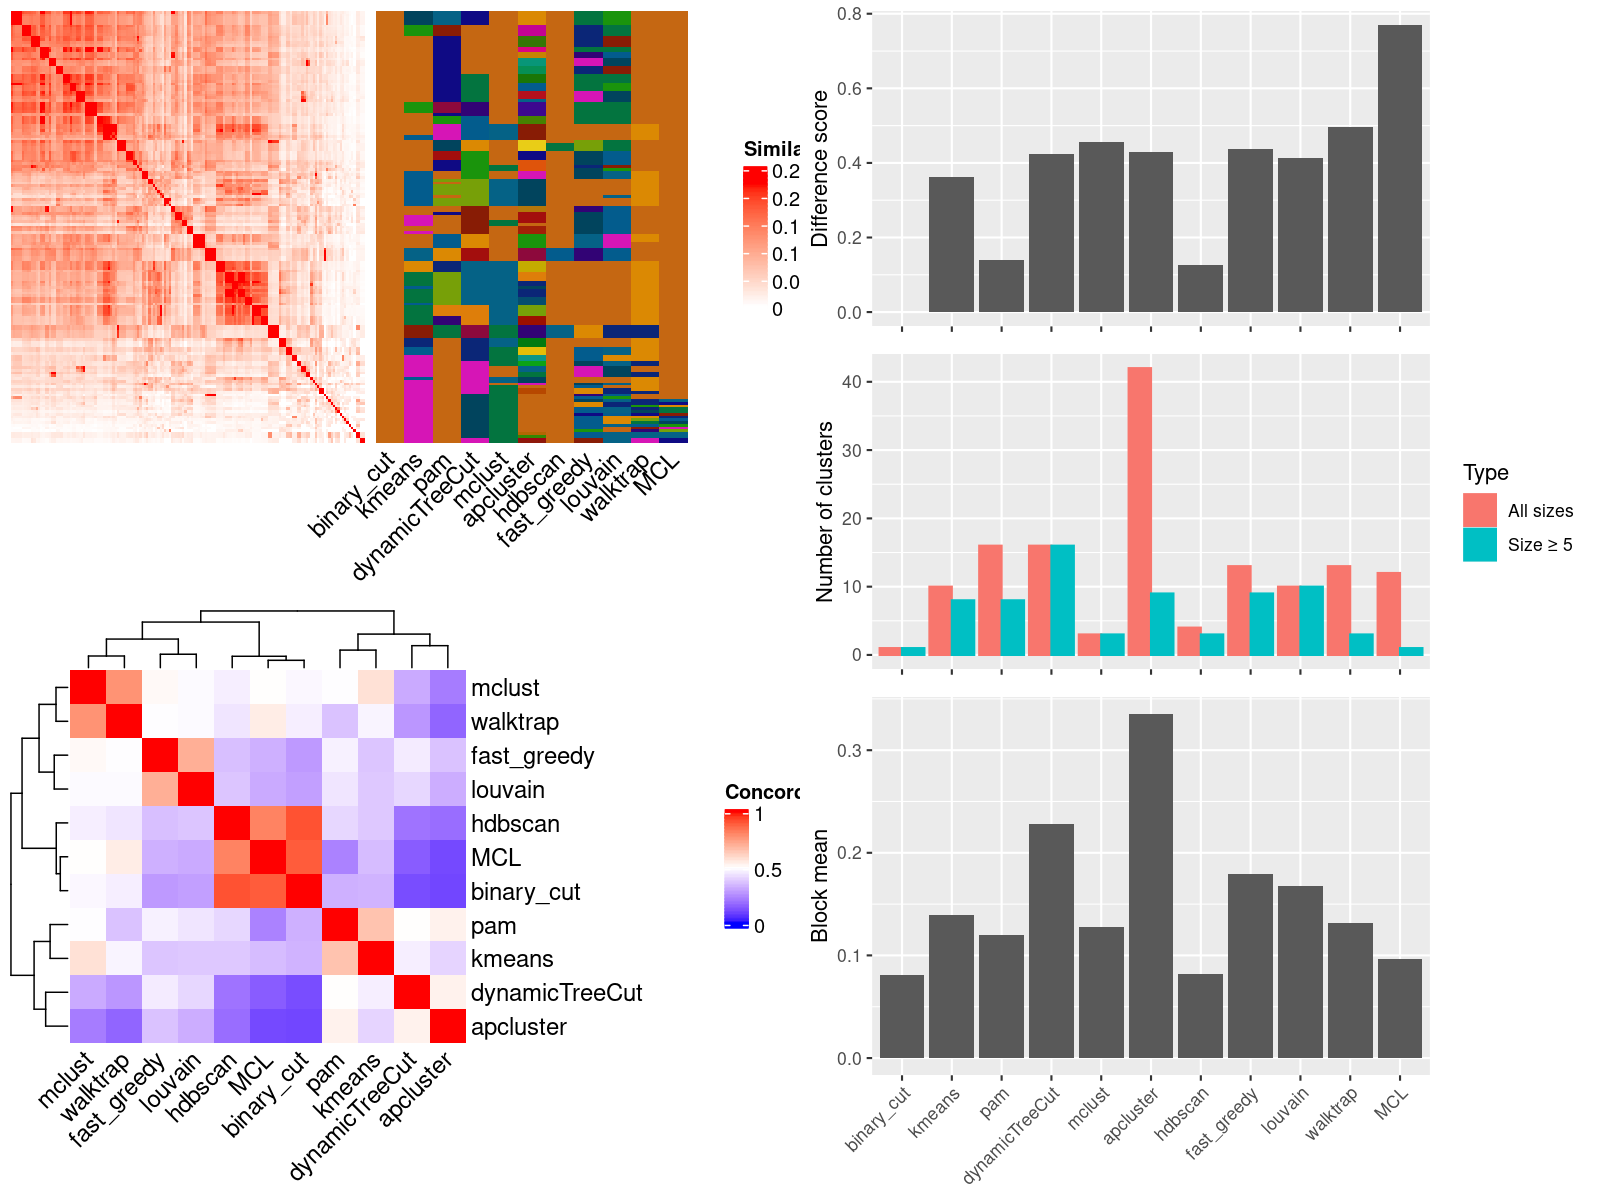 Simila
0.2
0.2
0.1
0.1
0.0
0
binary_cut
kmeans
pam
dynamicTreeCut
mclust
apcluster
hdbscan
fast_greedy
louvain
walktrap
MCL
mclust
walktrap
fast_greedy
louvain
hdbscan
MCL
binary_cut
pam
kmeans
dynamicTreeCut
apcluster
mclust
walktrap
fast_greedy
louvain
hdbscan
MCL
binary_cut
pam
kmeans
dynamicTreeCut
apcluster
Concord
1
0.5
0
Difference score
0.8
0.6
0.4
0.2
0.0
Number of clusters
40
30
20
10
0
Type
All sizes
Size ≥ 5
Block mean
0.3
0.2
0.1
0.0
binary_cut
kmeans
pam
dynamicTreeCut
mclust
apcluster
hdbscan
fast_greedy
louvain
walktrap
MCL